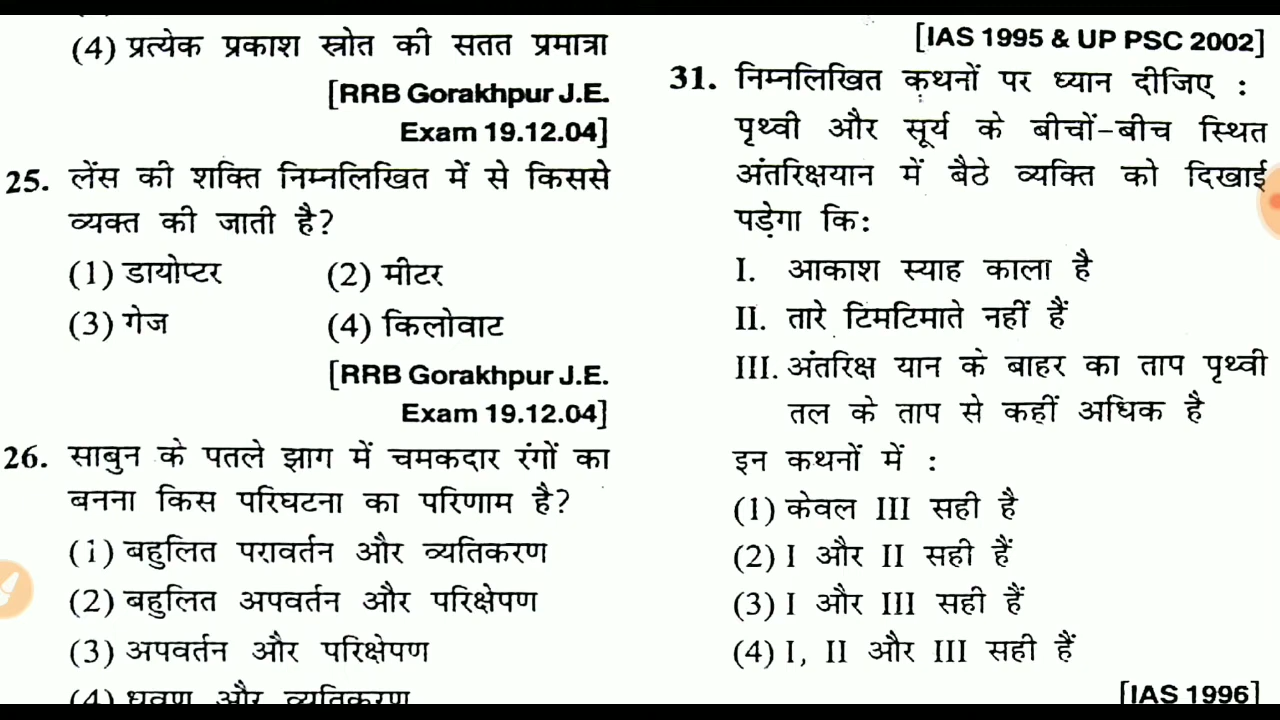 (4) प्रत्येक प्रकाश स्रोत की सतत प्रमात्रा
[RRB Gorakhpur J.E.
Exam 19.12.04]
25. लेंस की शक्ति निम्नलिखित में से किससे
व्यक्त की जाती है?
(1) डायोप्टर (2) मीटर
(3) गेज (4) किलोवाट
[RRB Gorakhpur J.E.
Exam 19.12.04]
26. साबुन के पतले झाग में चमकदार रंगों का
बनना किस परिघटना का परिणाम है?
(1) बहुलित परावर्तन और व्यतिकरण
(2) बहुलित अपवर्तन और परिक्षेपण
(3) अपवर्तन और परिक्षेपण
(4) ध्रुवण और व्यतिकरण
[IAS 1995 & UP PSC 2002]
31. निम्नलिखित कथनों पर ध्यान दीजिए :
पृथ्वी और सूर्य के बीचों-बीच स्थित
अंतरिक्षयान में बैठे व्यक्ति को दिखाई
पड़ेगा कि:
I. आकाश स्याह काला है
II. तारे टिमटिमाते नहीं हैं
III. अंतरिक्ष यान के बाहर का ताप पृथ्वी
तल के ताप से कहीं अधिक है
इन कथनों में :
(1) केवल III सही है
(2) I और II सही हैं
(3) I और III सही हैं
(4) I, II और III सही हैं
[IAS 1996]